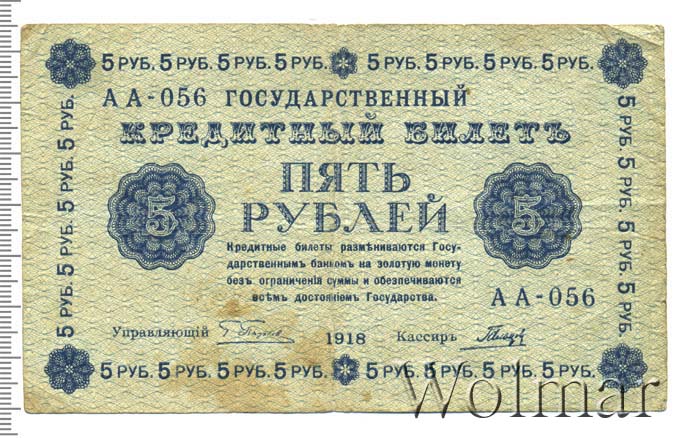 5 РУБ. 5 РУБ. 5 РУБ. 5 РУБ. 5 РУБ. 5 РУБ. 5 РУБ. 5 РУБ.
АА-056 ГОСУДАРСТВЕННЫЙ
КРЕДИТНЫЙ БИЛЕТЪ
5 ПЯТЬ 5
РУБЛЕЙ
Кредитные билеты размѣниваются Госу-
дарственнымъ банкомъ на золотую монету
безъ ограниченія суммы и обезпечиваются
всѣмъ достояніемъ Государства.
АА-056
Управляющій 1918 Кассиръ
5 РУБ. 5 РУБ. 5 РУБ. 5 РУБ. 5 РУБ. 5 РУБ. 5 РУБ. 5 РУБ.
5 РУБ. 5 РУБ. 5 РУБ. 5 РУБ.
5 РУБ. 5 РУБ. 5 РУБ. 5 РУБ.
Wolmar